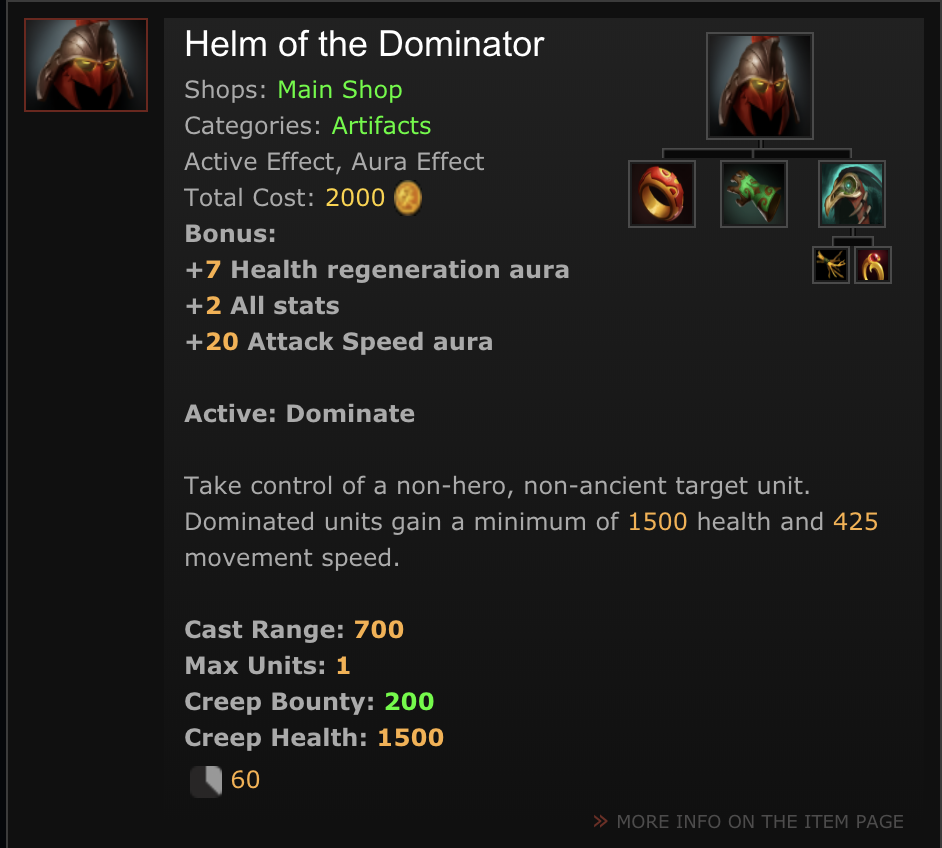 Helm of the Dominator
Shops: Main Shop
Categories: Artifacts
Active Effect, Aura Effect
Total Cost: 2000
Bonus:
+7 Health regeneration aura
+2 All stats
+20 Attack Speed aura
Active: Dominate
Take control of a non-hero, non-ancient target unit.
Dominated units gain a minimum of 1500 health and 425
movement speed.
Cast Range: 700
Max Units: 1
Creep Bounty: 200
Creep Health: 1500
60
» MORE INFO ON THE ITEM PAGE